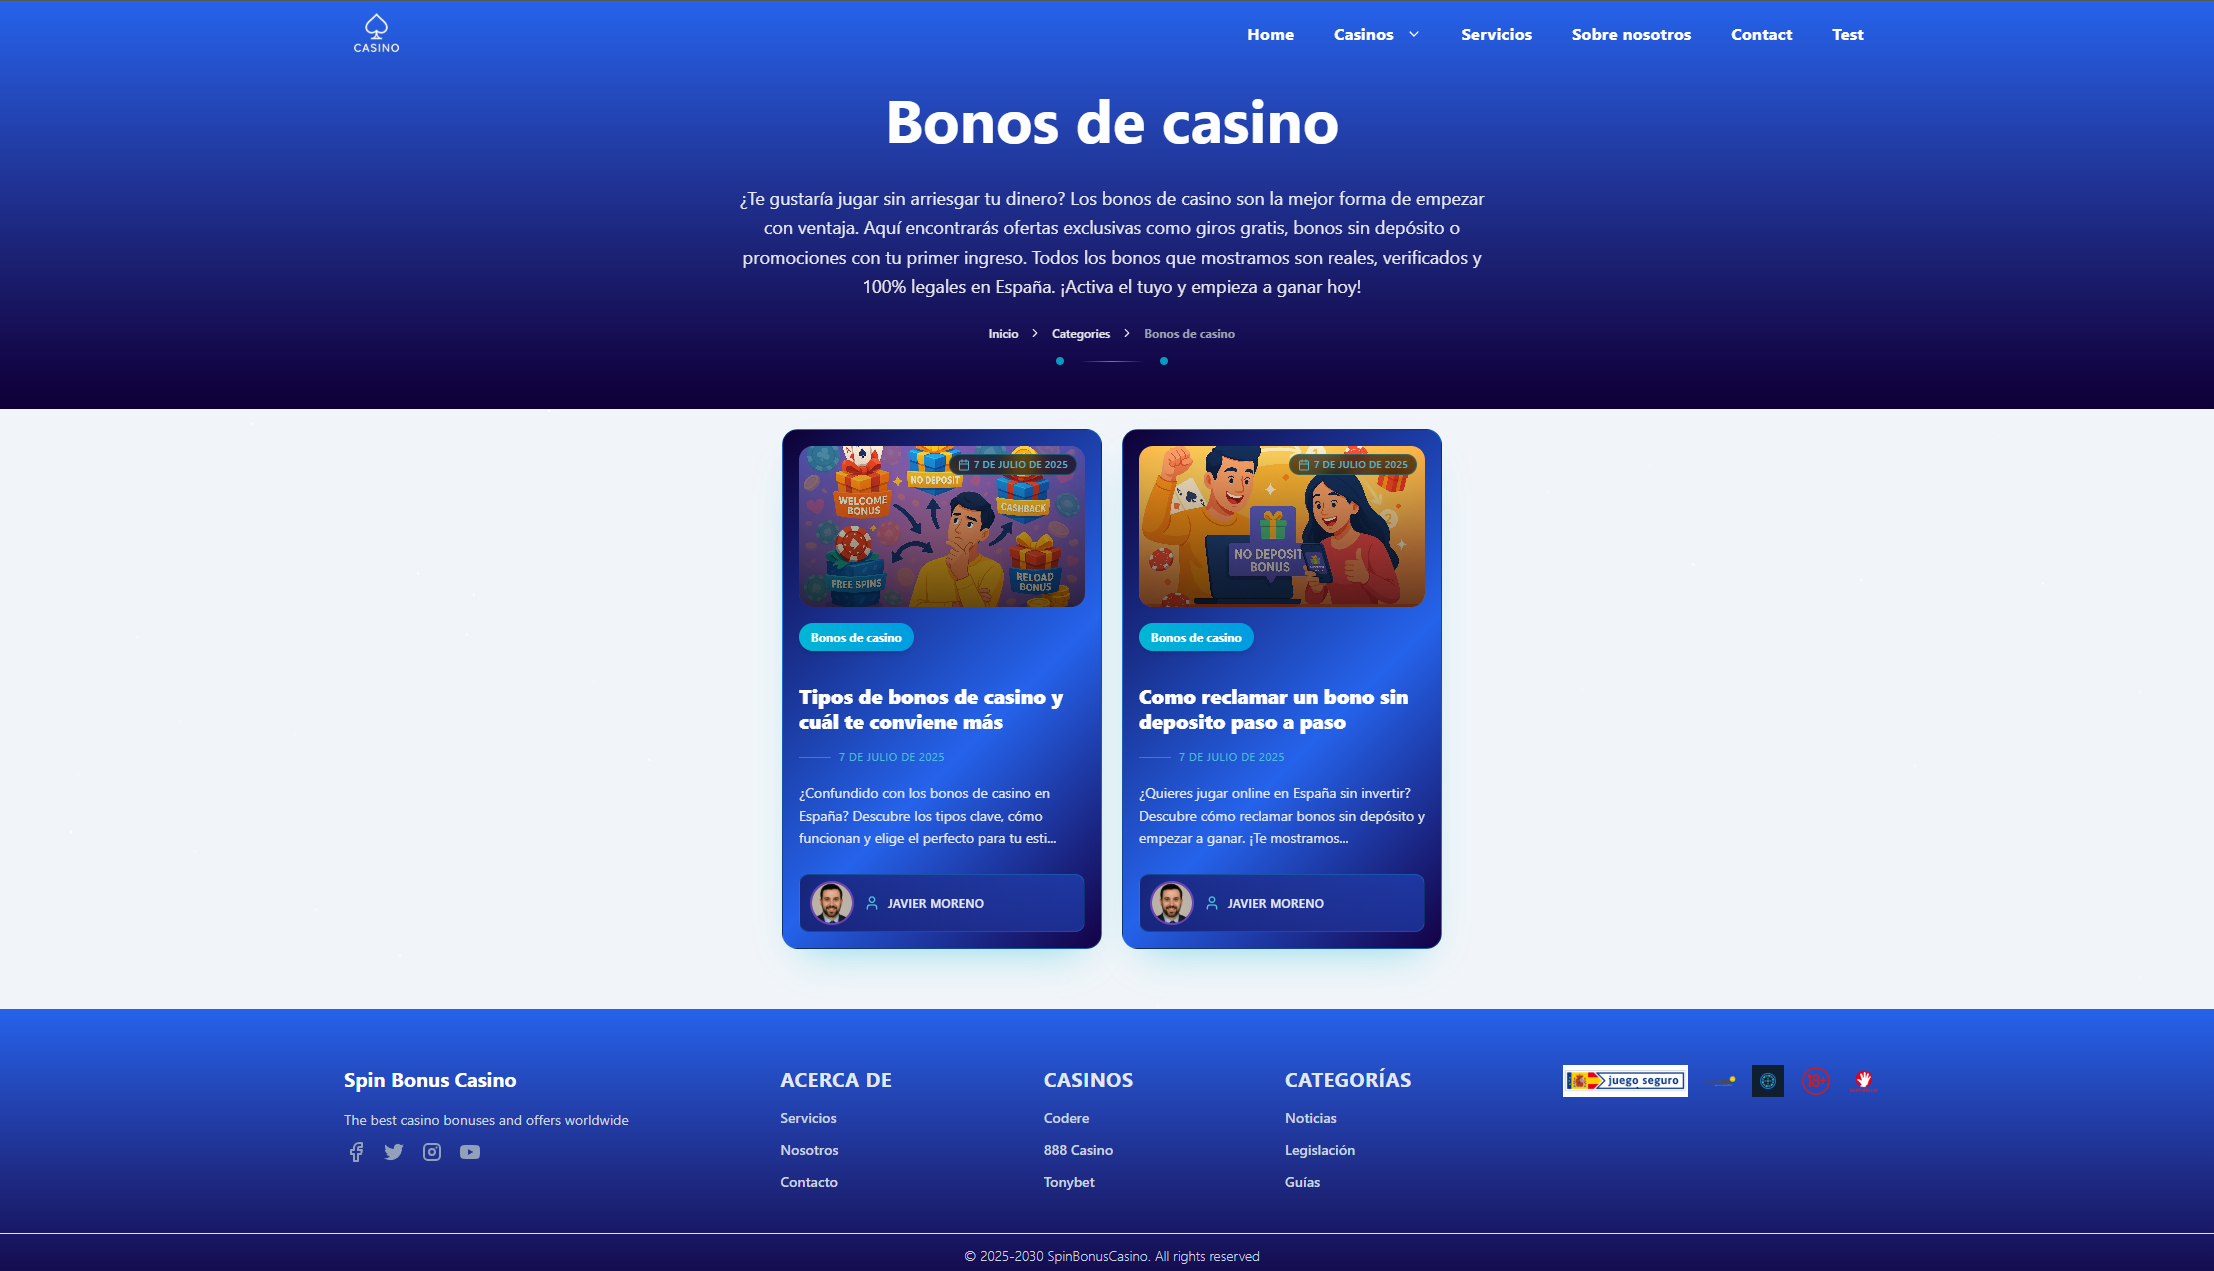 CASINO
Home
Casinos
Servicios
Sobre nosotros
Contact
Test
Bonos de casino
¿Te gustaría jugar sin arriesgar tu dinero? Los bonos de casino son la mejor forma de empezar
con ventaja. Aquí encontrarás ofertas exclusivas como giros gratis, bonos sin depósito o
promociones con tu primer ingreso. Todos los bonos que mostramos son reales, verificados y
100% legales en España. ¡Activa el tuyo y empieza a ganar hoy!
Inicio
Categories
Bonos de casino
7 DE JULIO DE 2025
NO DEPOSIT
WELCOME
BONUS
CASHBACK
FREE SPINS
RELOAD
BONUS
Bonos de casino
Tipos de bonos de casino y
cuál te conviene más
7 DE JULIO DE 2025
¿Confundido con los bonos de casino en
España? Descubre los tipos clave, cómo
funcionan y elige el perfecto para tu esti...
JAVIER MORENO
7 DE JULIO DE 2025
2
NO DEPOSIT
BONUS
Bonos de casino
Como reclamar un bono sin
deposito paso a paso
7 DE JULIO DE 2025
¿Quieres jugar online en España sin invertir?
Descubre cómo reclamar bonos sin depósito y
empezar a ganar. ¡Te mostramos...
JAVIER MORENO
Spin Bonus Casino
The best casino bonuses and offers worldwide
ACERCA DE
Servicios
Nosotros
Contacto
CASINOS
Codere
888 Casino
Tonybet
CATEGORÍAS
Noticias
Legislación
Guías
juego seguro
18+
© 2025-2030 SpinBonusCasino. All rights reserved